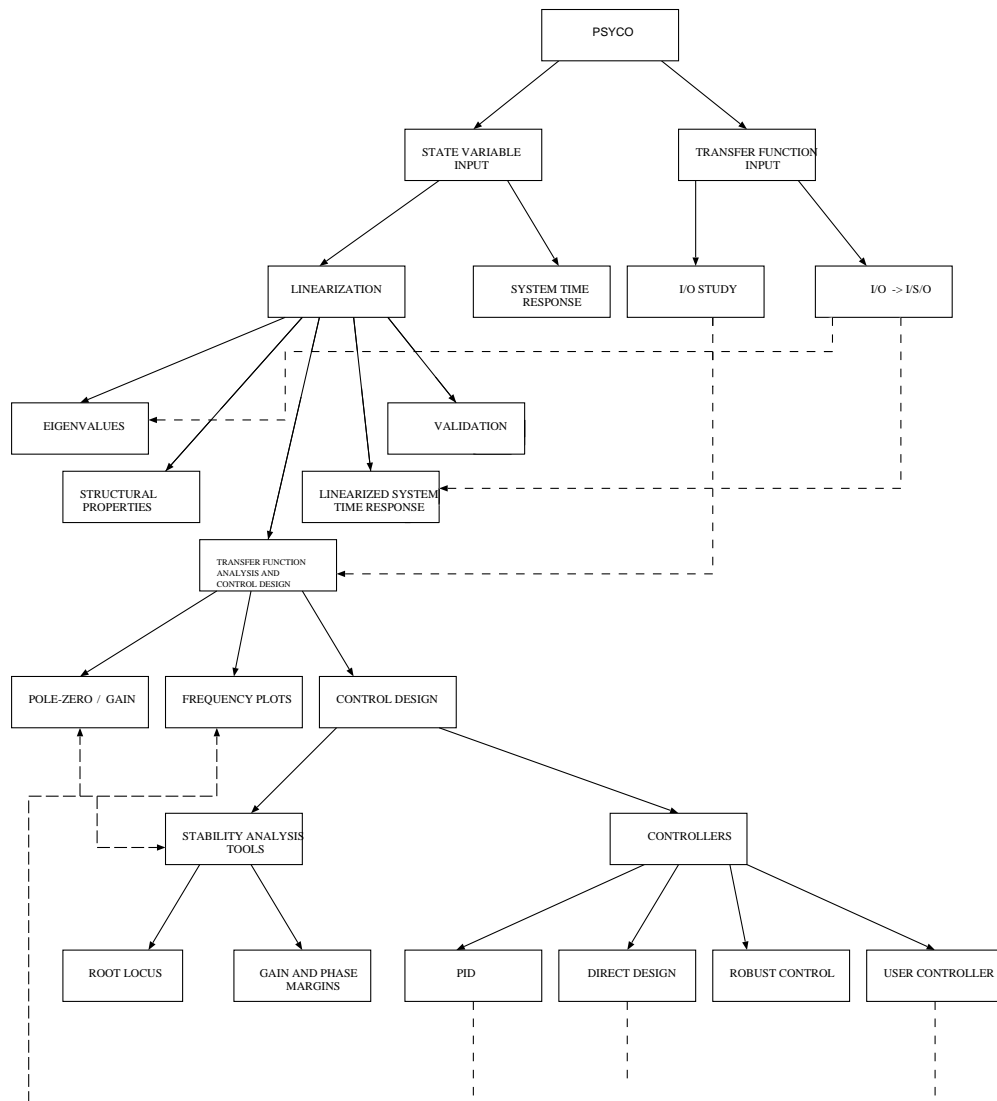 PSYCO
STATE VARIABLE
INPUT
TRANSFER FUNCTION
INPUT
LINEARIZATION
SYSTEM TIME
RESPONSE
I/O STUDY
I/O -> I/S/O
EIGENVALUES
VALIDATION
STRUCTURAL
PROPERTIES
LINEARIZED SYSTEM
TIME RESPONSE
TRANSFER FUNCTION
ANALYSIS AND
CONTROL DESIGN
POLE-ZERO / GAIN
FREQUENCY PLOTS
CONTROL DESIGN
STABILITY ANALYSIS
TOOLS
CONTROLLERS
ROOT LOCUS
GAIN AND PHASE
MARGINS
PID
DIRECT DESIGN
ROBUST CONTROL
USER CONTROLLER